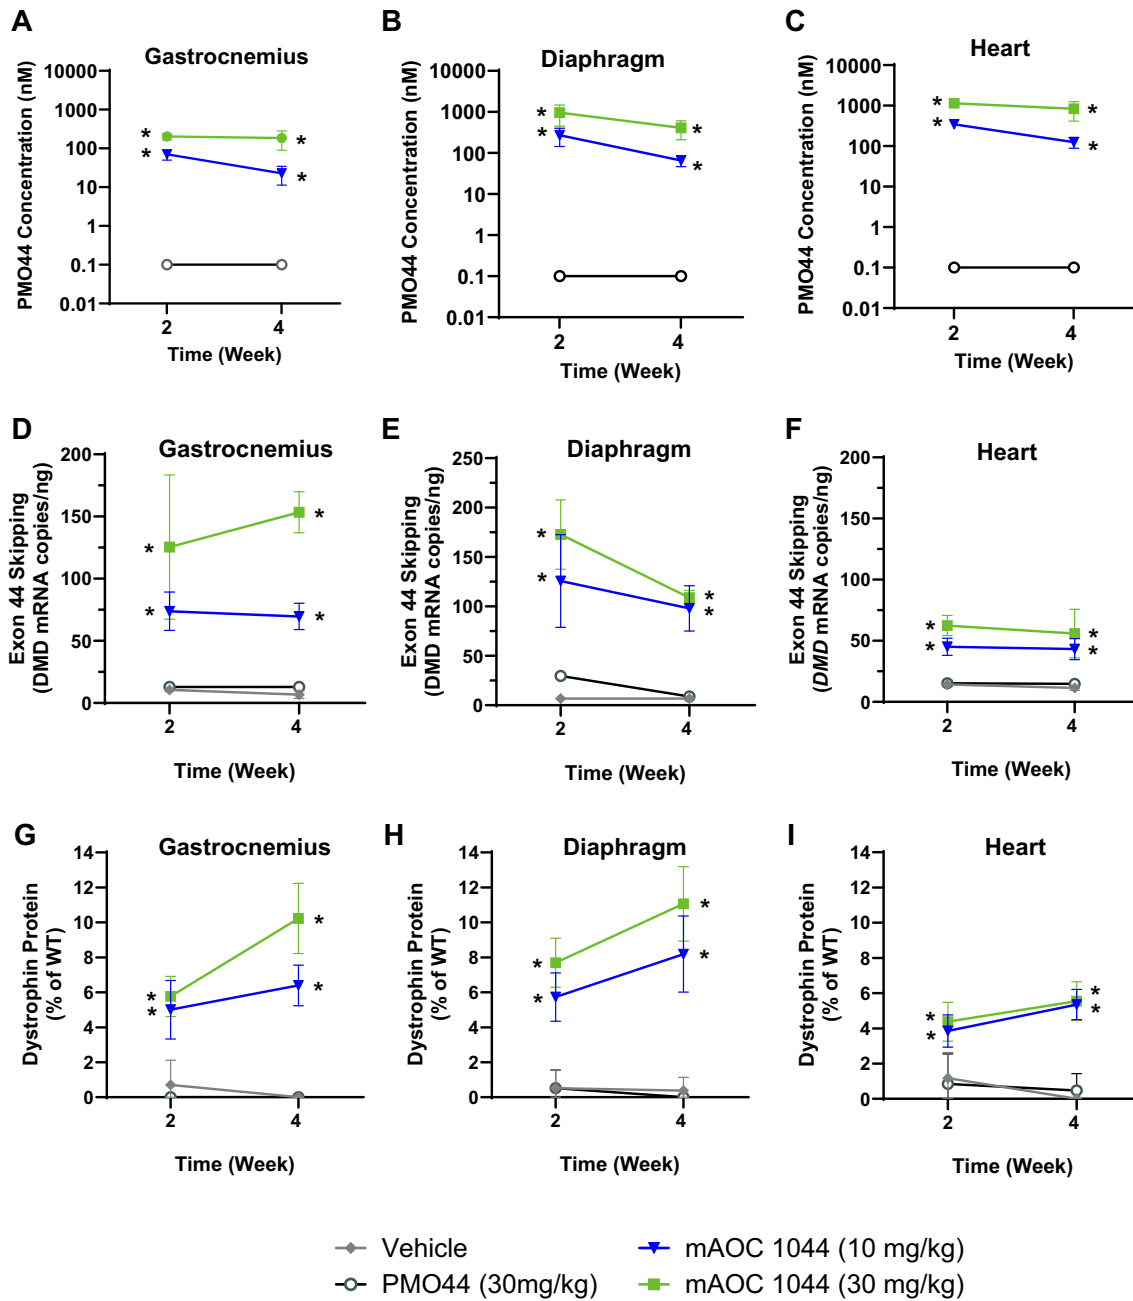 A
Gastrocnemius
PMO44 Concentration (nM)
10000
1000
100
10
1
0.1
0.01
*
*
*
*
2
4
Time (Week)
B
Diaphragm
PMO44 Concentration (nM)
10000
1000
100
10
1
0.1
0.01
*
*
*
*
2
4
Time (Week)
C
Heart
PMO44 Concentration (nM)
10000
1000
100
10
1
0.1
0.01
*
*
*
*
2
4
Time (Week)
D
Gastrocnemius
Exon 44 Skipping
(DMD mRNA copies/ng)
200
150
100
50
0
*
*
*
*
2
4
Time (Week)
E
Diaphragm
Exon 44 Skipping
(DMD mRNA copies/ng)
250
200
150
100
50
0
*
*
*
*
2
4
Time (Week)
F
Heart
Exon 44 Skipping
(DMD mRNA copies/ng)
200
150
100
50
0
*
*
*
*
2
4
Time (Week)
G
Gastrocnemius
Dystrophin Protein
(% of WT)
14
12
10
8
6
4
2
0
*
*
*
*
2
4
Time (Week)
H
Diaphragm
Dystrophin Protein
(% of WT)
14
12
10
8
6
4
2
0
*
*
*
*
2
4
Time (Week)
I
Heart
Dystrophin Protein
(% of WT)
14
12
10
8
6
4
2
0
*
*
*
*
2
4
Time (Week)
Vehicle
mAOC 1044 (10 mg/kg)
PMO44 (30mg/kg)
mAOC 1044 (30 mg/kg)